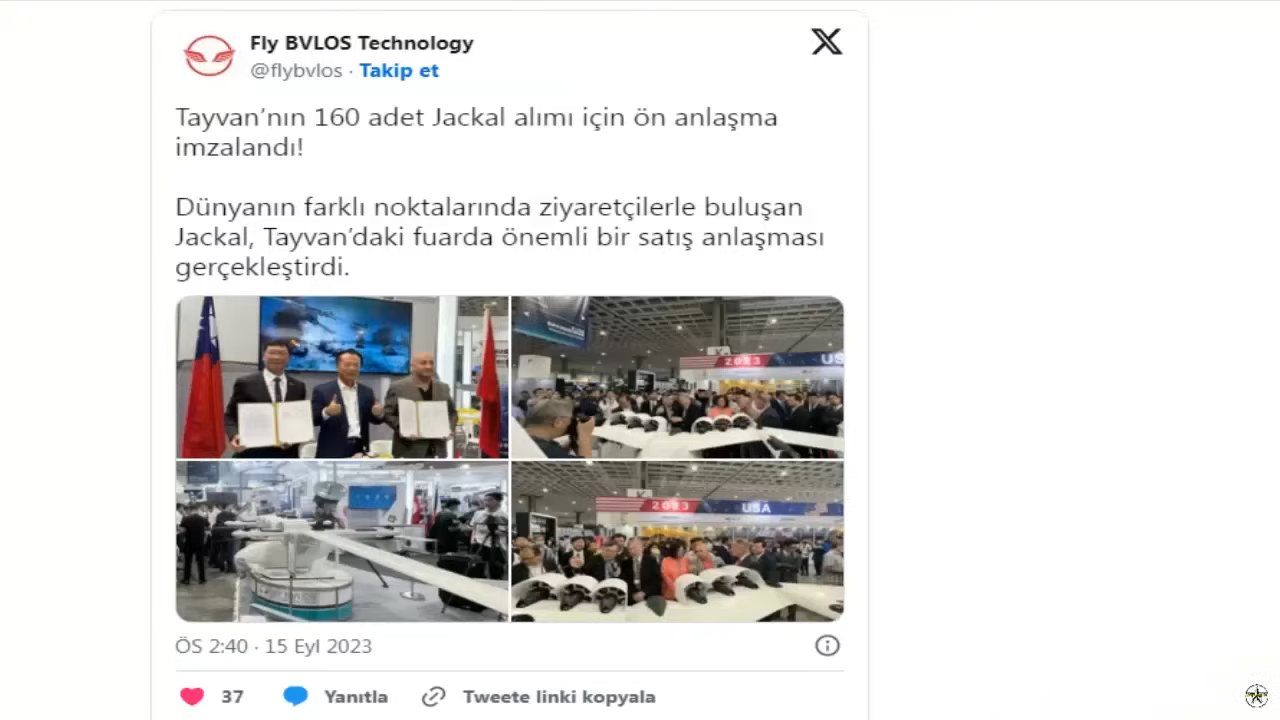 Fly BVLOS Technology
@flybvlos · Takip et
Tayvan’nın 160 adet Jackal alımı için ön anlaşma
imzalandı!
Dünyanın farklı noktalarında ziyaretçilerle buluşan
Jackal, Tayvan’daki fuarda önemli bir satış anlaşması
gerçekleştirdi.
2023 US
2023 USA
ÖS 2:40 · 15 Eyl 2023
37 Yanıtla Tweete linki kopyala